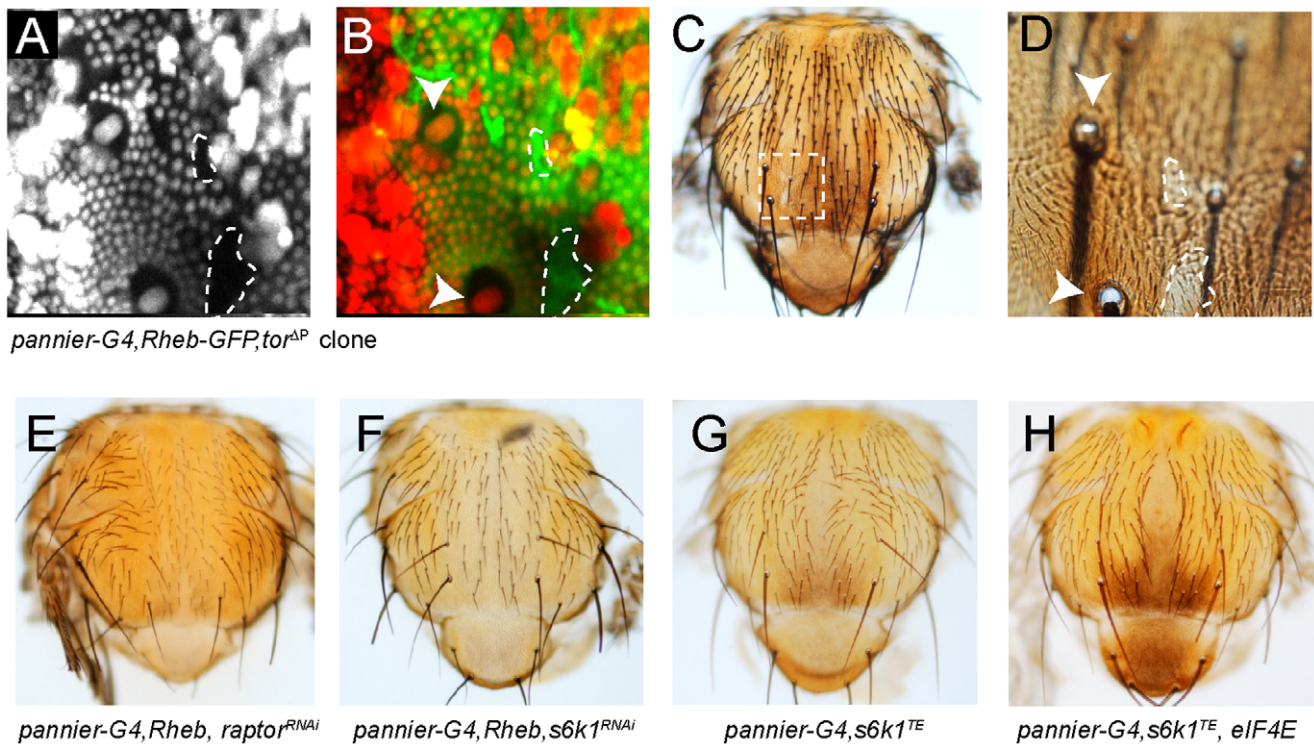 A
B
C
D
pannier-G4,Rheb-GFP,tor^ΔP clone
E
F
G
H
pannier-G4,Rheb, raptor^RNAi
pannier-G4,Rheb,s6k1^RNAi
pannier-G4,s6k1^TE
pannier-G4,s6k1^TE, eIF4E